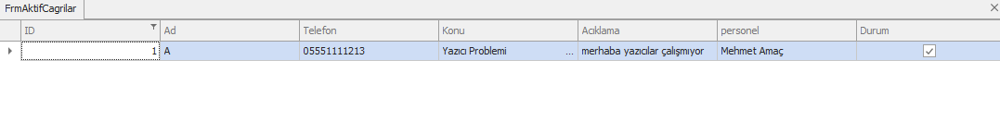 FrmAktifCagrilar
ID Ad Telefon Konu Acıklama personel Durum
1 A 05551111213 Yazıcı Problemi ... merhaba yazıcılar çalışmıyor Mehmet Amaç